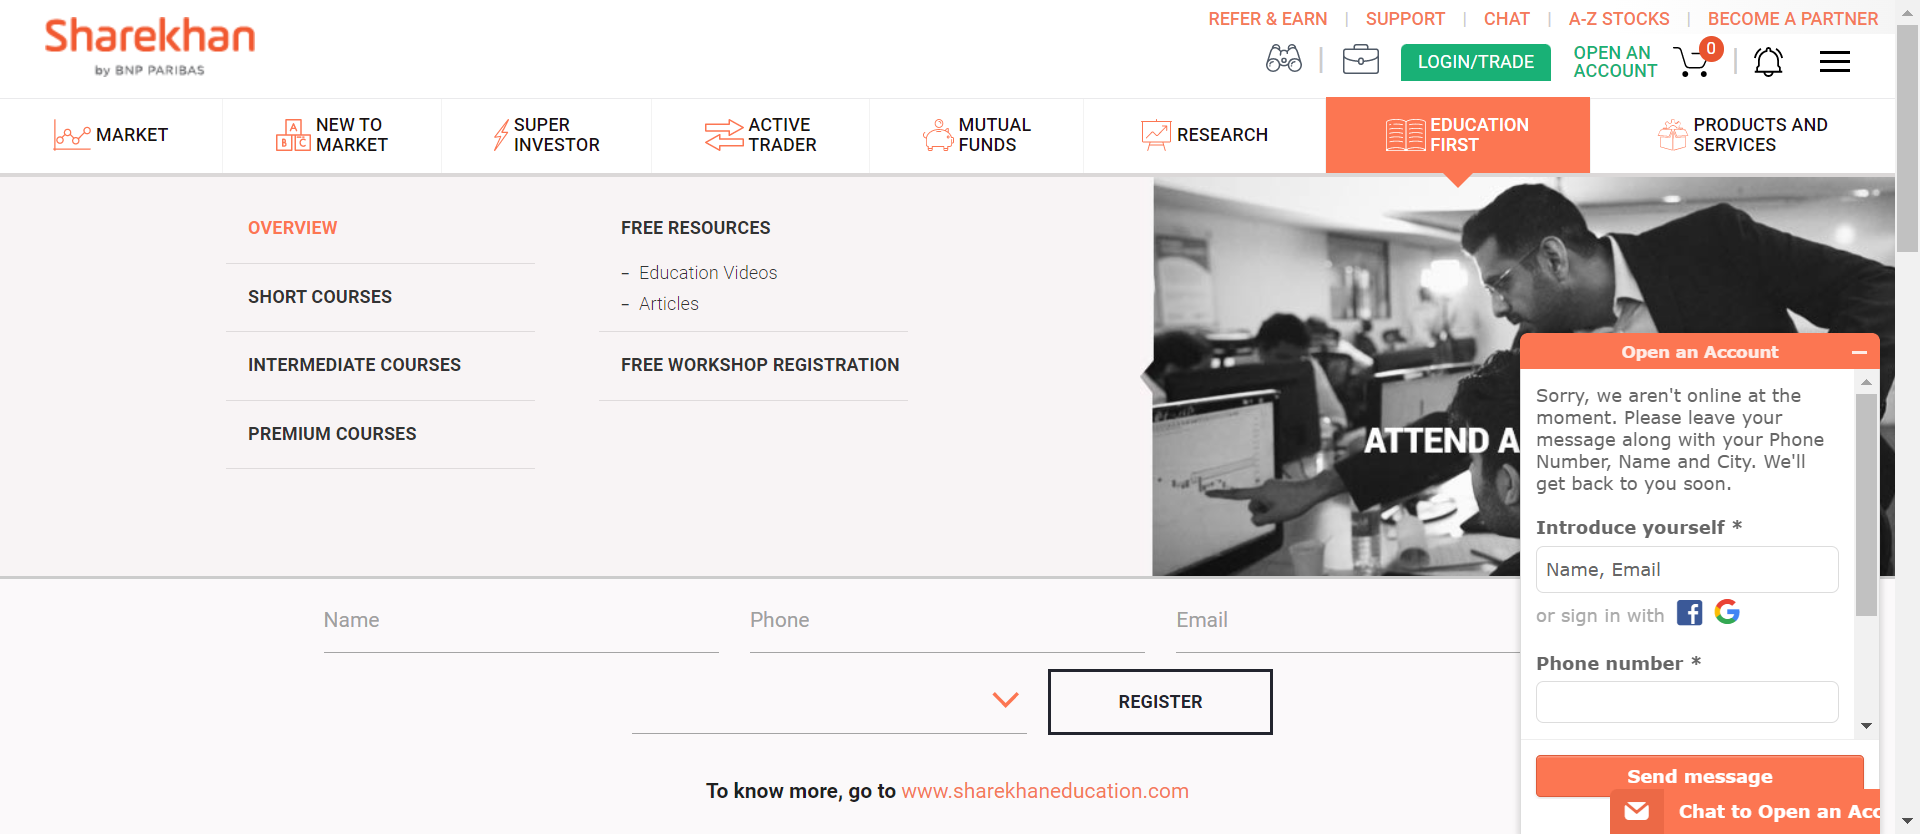 Sharekhan
by BNP PARIBAS
REFER & EARN | SUPPORT | CHAT | A-Z STOCKS | BECOME A PARTNER
LOGIN/TRADE
OPEN AN
ACCOUNT
0
MARKET
A
B C
NEW TO
MARKET
SUPER
INVESTOR
ACTIVE
TRADER
MUTUAL
FUNDS
RESEARCH
EDUCATION
FIRST
PRODUCTS AND
SERVICES
OVERVIEW
SHORT COURSES
INTERMEDIATE COURSES
PREMIUM COURSES
FREE RESOURCES
– Education Videos
– Articles
FREE WORKSHOP REGISTRATION
ATTEND A
Name
Phone
Email
REGISTER
To know more, go to www.sharekhaneducation.com
Open an Account
Sorry, we aren't online at the
moment. Please leave your
message along with your Phone
Number, Name and City. We'll
get back to you soon.
Introduce yourself *
Name, Email
or sign in with
Phone number *
Send message
Chat to Open an Acc